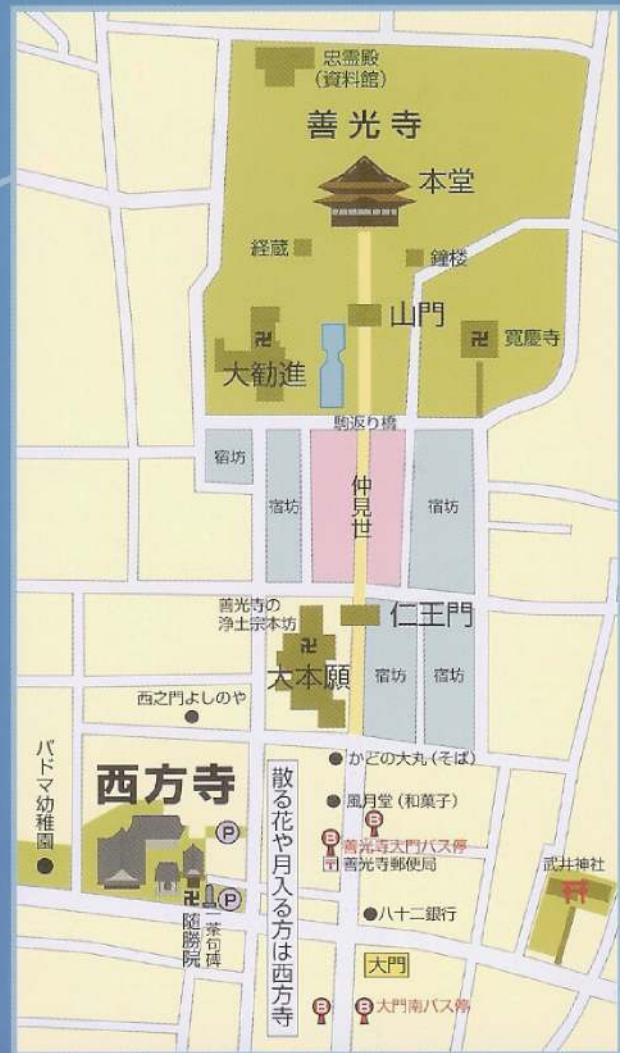 忠霊殿
(資料館)
善光寺
本堂
経蔵
鐘楼
山門
卍
寛慶寺
卍
大勧進
駒返り橋
宿坊
宿坊
仲見世
宿坊
善光寺の
浄土宗本坊
仁王門
卍
大本願
宿坊
宿坊
西之門よしのや
かどの大丸(そば)
パドマ幼稚園
西方寺
風月堂(和菓子)
P
B
B
善光寺大門バス停
〒善光寺郵便局
武井神社
散る花や月入る方は西方寺
P
卍
随勝院
一茶句碑
八十二銀行
大門
B
B
大門南バス停